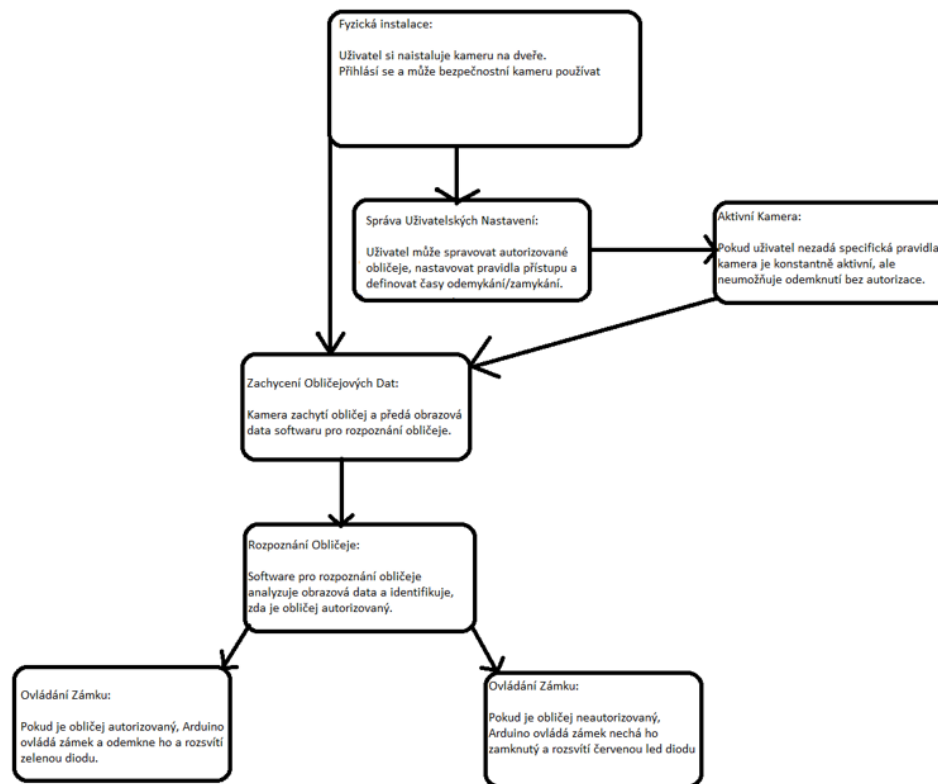 Fyzická instalace:
Uživatel si naistaluje kameru na dveře.
Přihlásí se a může bezpečnostní kameru používat
Správa Uživatelských Nastavení:
Uživatel může spravovat autorizované
obličeje, nastavovat pravidla přístupu a
definovat časy odemykání/zamykání.
Aktivní Kamera:
Pokud uživatel nezadá specifická pravidla
kamera je konstantně aktivní, ale
neumožňuje odemknutí bez autorizace.
Zachycení Obličejových Dat:
Kamera zachytí obličej a předá obrazová
data softwaru pro rozpoznání obličeje.
Rozpoznání Obličeje:
Software pro rozpoznání obličeje
analyzuje obrazová data a identifikuje,
zda je obličej autorizovaný.
Ovládání Zámku:
Pokud je obličej autorizovaný, Arduino
ovládá zámek a odemkne ho a rozsvítí
zelenou diodu.
Ovládání Zámku:
Pokud je obličej neautorizovaný,
Arduino ovládá zámek nechá ho
zamknutý a rozsvítí červenou led diodu